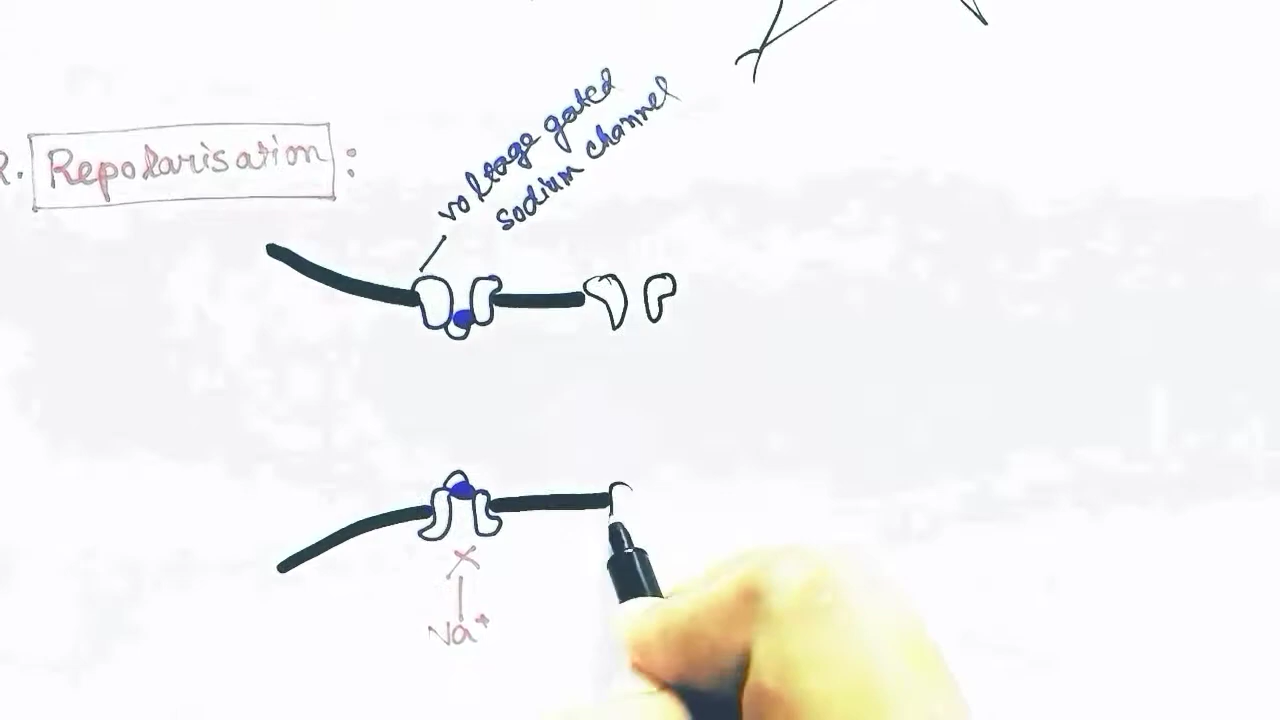 2. Repolarisation :
voltage gated
sodium channel
X
Na+